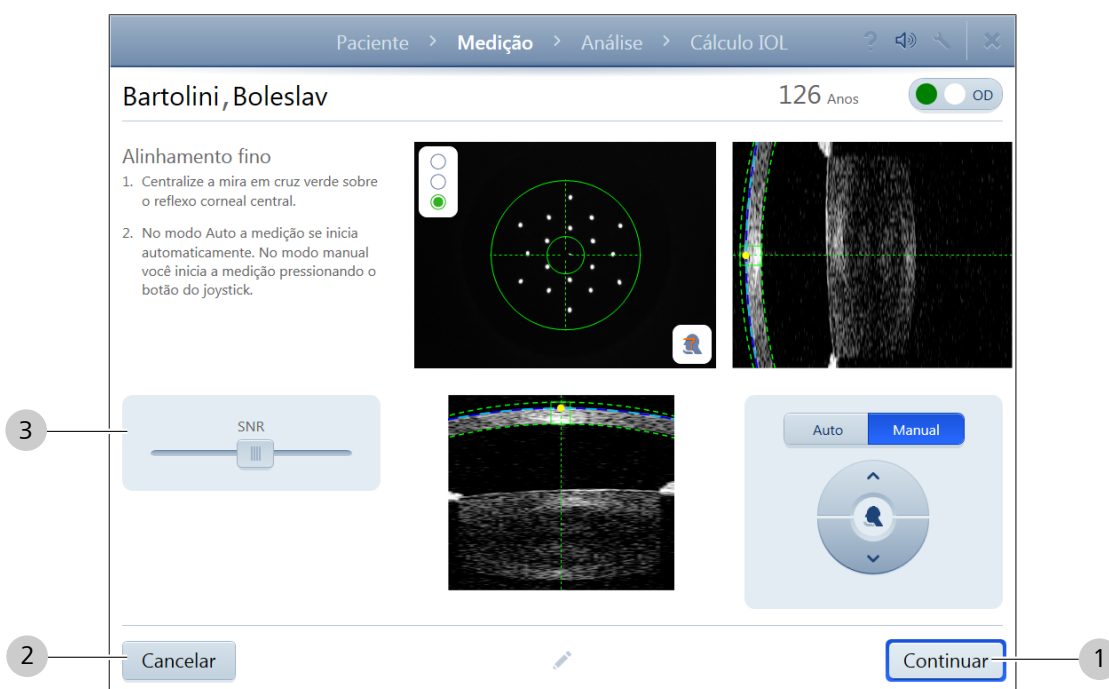 Paciente > Medição > Análise > Cálculo IOL ?
Bartolini, Boleslav
126 Anos
OD
Alinhamento fino
1. Centralize a mira em cruz verde sobre
o reflexo corneal central.
2. No modo Auto a medição se inicia
automaticamente. No modo manual
você inicia a medição pressionando o
botão do joystick.
3
SNR
Auto Manual
2
Cancelar
Continuar
1